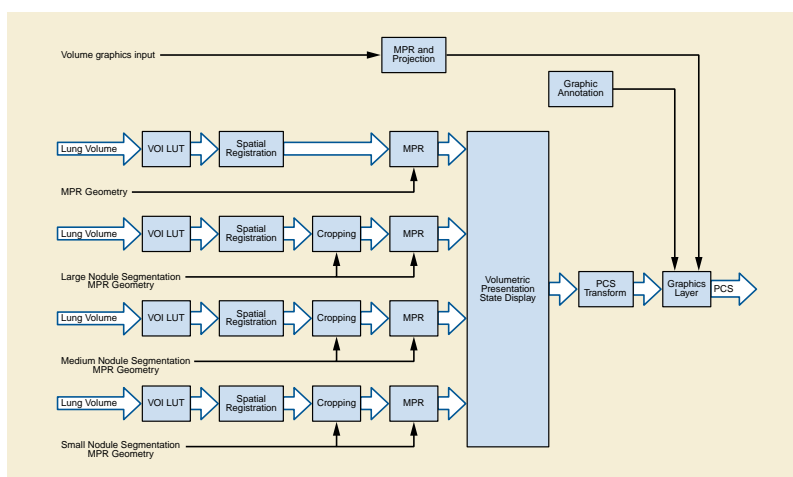 Volume graphics input
MPR and
Projection
Graphic
Annotation
Lung Volume
VOI LUT
Spatial
Registration
MPR
MPR Geometry
Lung Volume
VOI LUT
Spatial
Registration
Cropping
MPR
Large Nodule Segmentation
MPR Geometry
Volumetric
Presentation
State Display
PCS
Transform
Graphics
Layer
PCS
Lung Volume
VOI LUT
Spatial
Registration
Cropping
MPR
Medium Nodule Segmentation
MPR Geometry
Lung Volume
VOI LUT
Spatial
Registration
Cropping
MPR
Small Nodule Segmentation
MPR Geometry